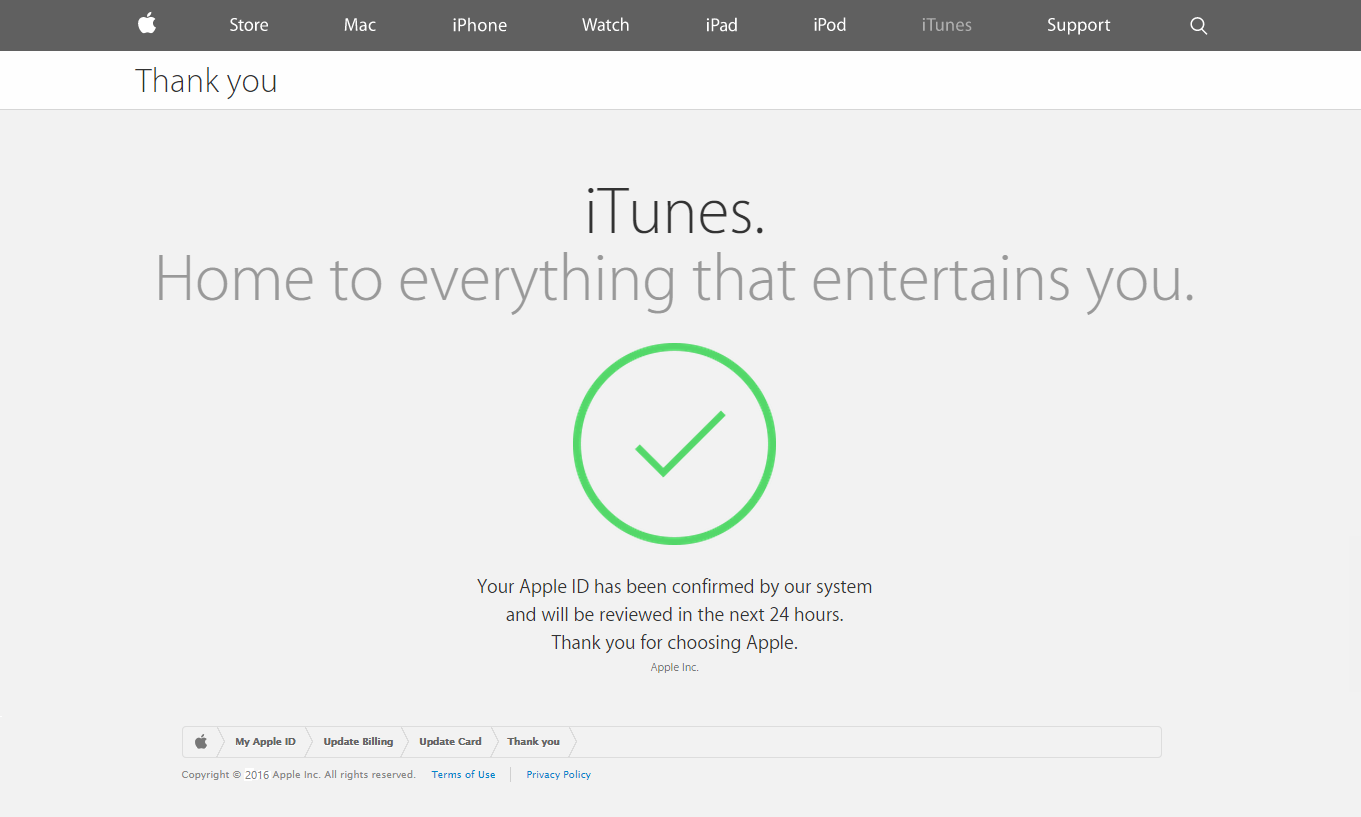 Store Mac iPhone Watch iPad iPod iTunes Support
Thank you
iTunes.
Home to everything that entertains you.
Your Apple ID has been confirmed by our system
and will be reviewed in the next 24 hours.
Thank you for choosing Apple.
Apple Inc.
My Apple ID Update Billing Update Card Thank you
Copyright © 2016 Apple Inc. All rights reserved. Terms of Use Privacy Policy